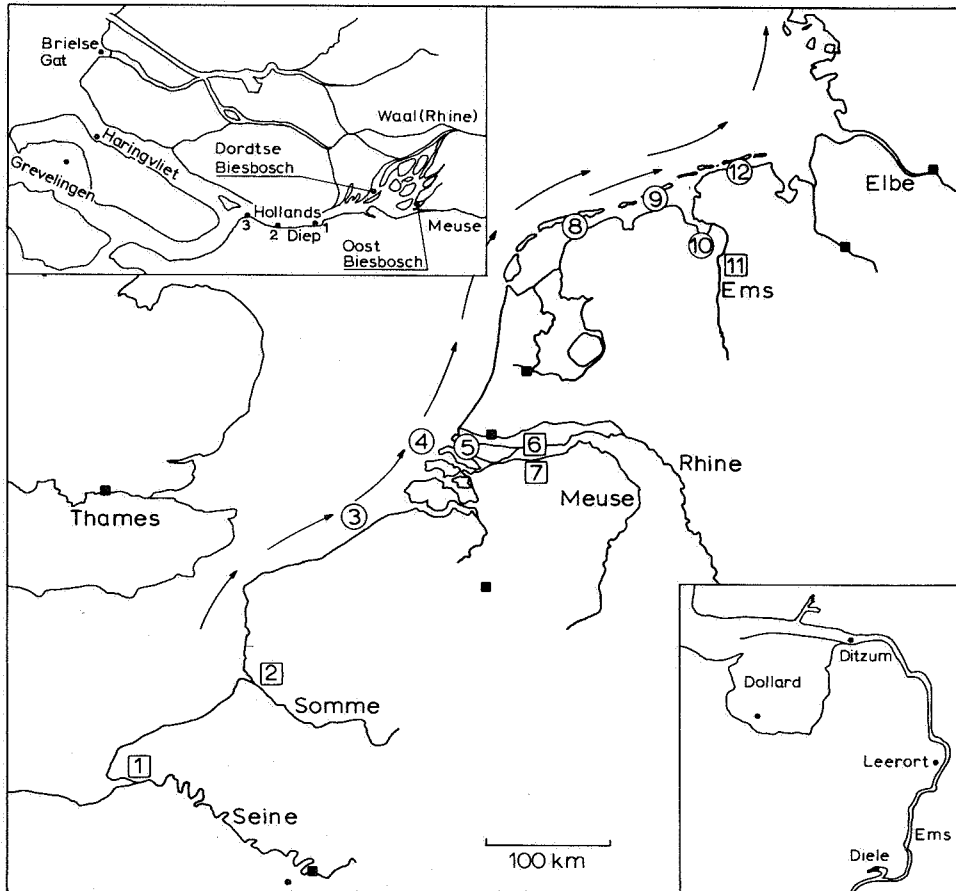 Brielse
Gat
Waal (Rhine)
Haringvliet
Dordtse
Biesbosch
Grevelingen
Hollands
3 2 Diep 1
Meuse
Oost
Biesbosch
12
Elbe
9
8
10
11
Ems
4
5
6
7
Rhine
Meuse
Thames
3
2
Somme
1
Seine
100 km
Ditzum
Dollard
Leerort
Ems
Diele